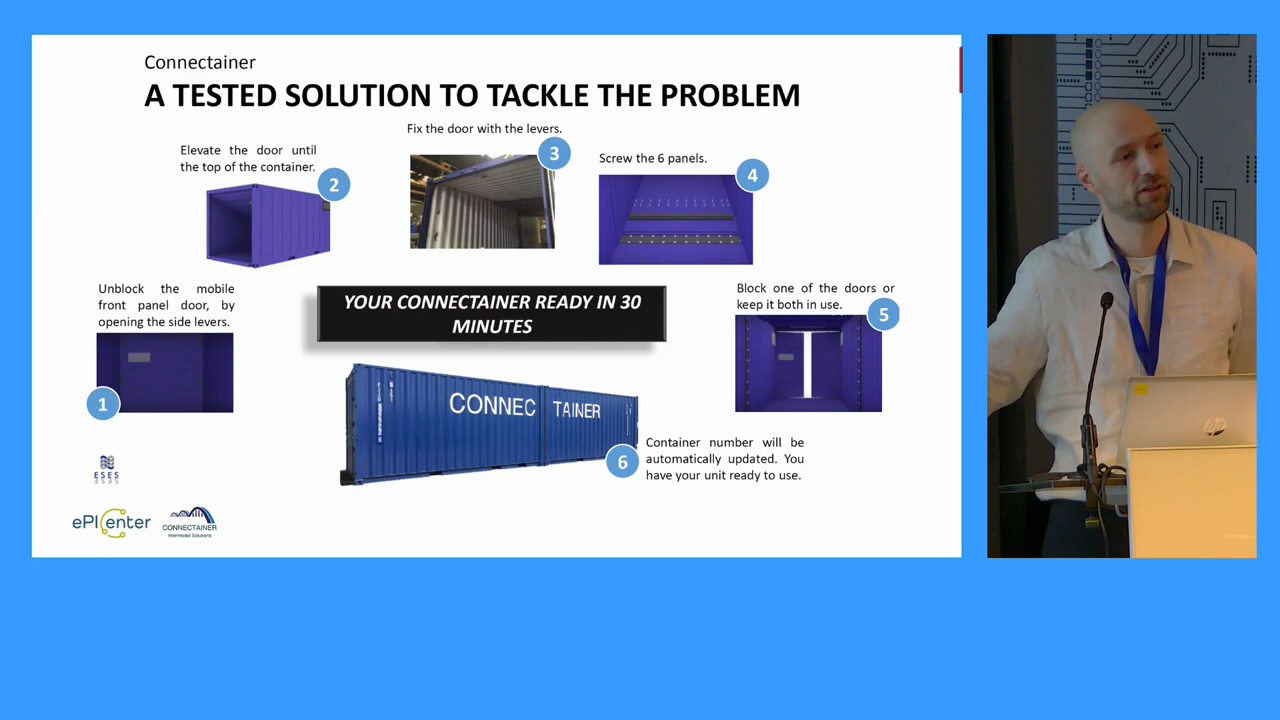 Connectainer
A TESTED SOLUTION TO TACKLE THE PROBLEM
Unblock the mobile
front panel door, by
opening the side levers.
1
Elevate the door until
the top of the container.
2
Fix the door with the levers.
3
Screw the 6 panels.
4
Block one of the doors or
keep it both in use.
5
YOUR CONNECTAINER READY IN 30
MINUTES
CONNEC TAINER
6
Container number will be
automatically updated. You
have your unit ready to use.
ESES
ePIcenter
CONNECTAINER
Intermodal Solutions
hp